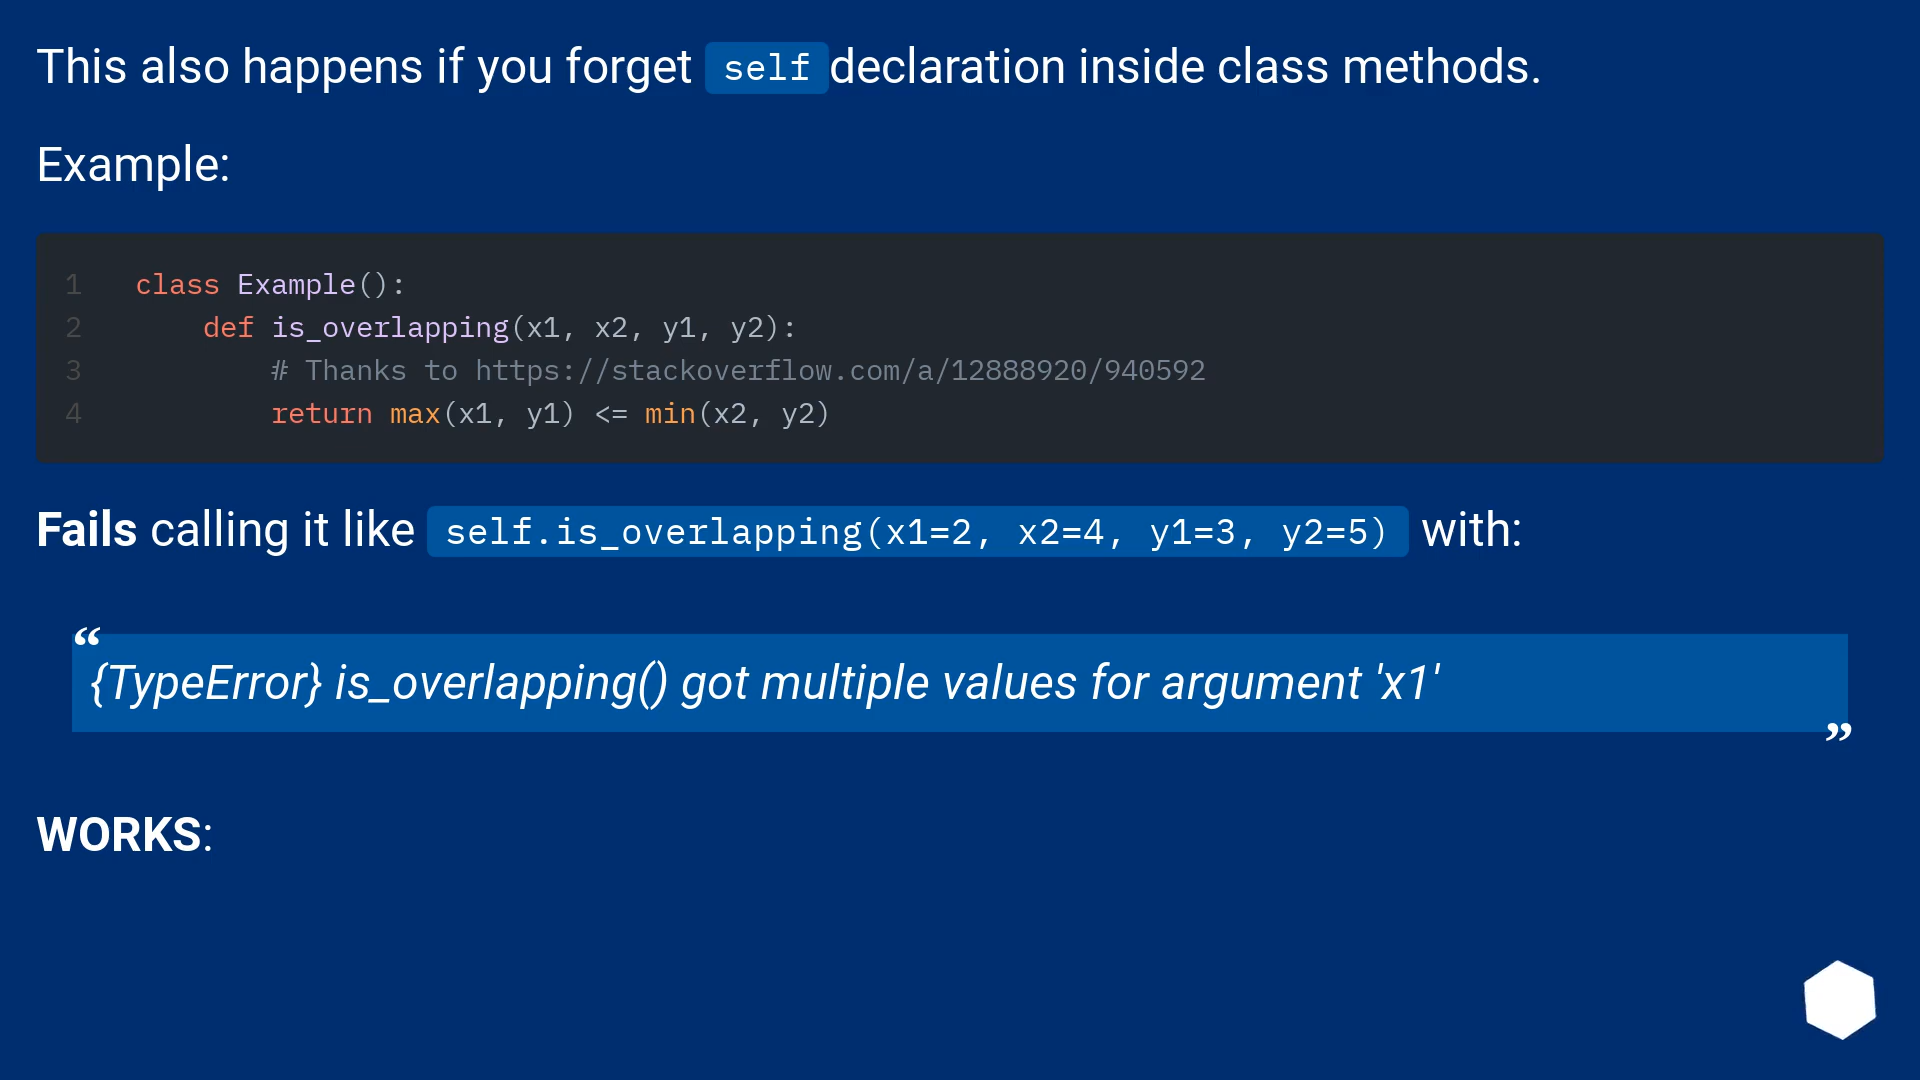 This also happens if you forget self declaration inside class methods.
Example:
1 class Example():
2     def is_overlapping(x1, x2, y1, y2):
3         # Thanks to https://stackoverflow.com/a/12888920/940592
4         return max(x1, y1) <= min(x2, y2)
Fails calling it like self.is_overlapping(x1=2, x2=4, y1=3, y2=5) with:
“{TypeError} is_overlapping() got multiple values for argument 'x1'”
WORKS: